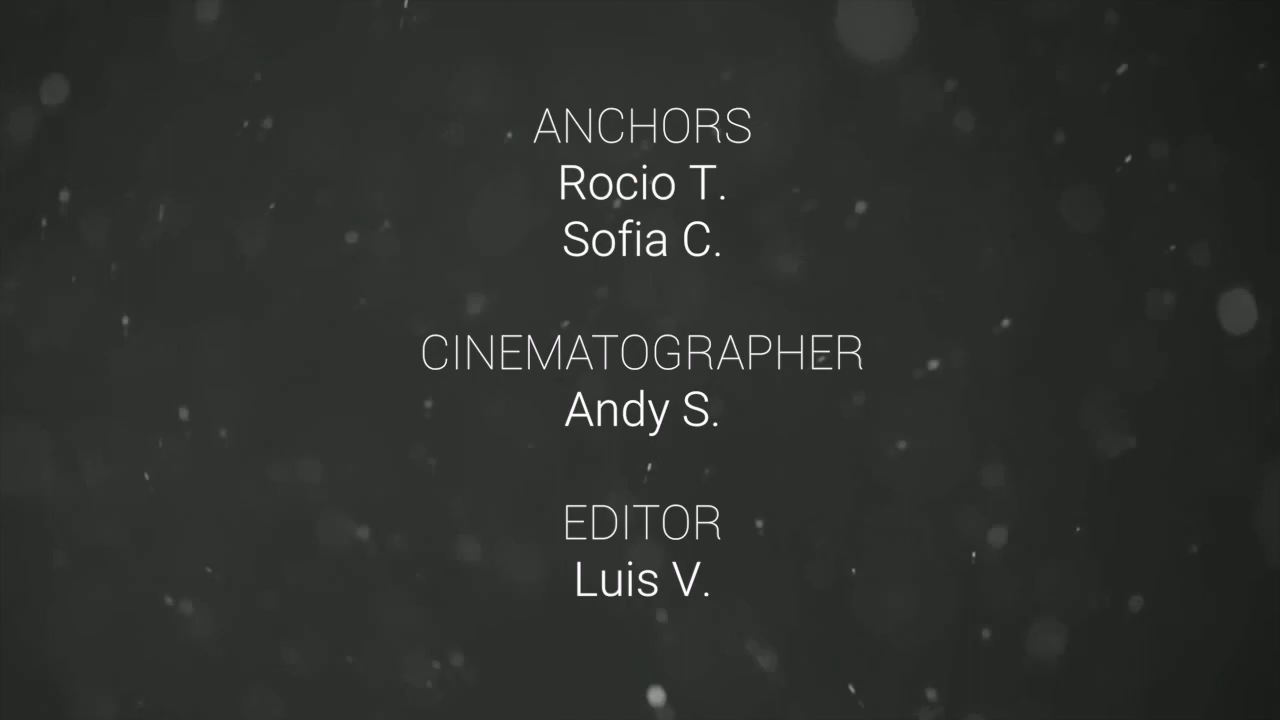 ANCHORS
Rocio T.
Sofia C.
CINEMATOGRAPHER
Andy S.
EDITOR
Luis V.